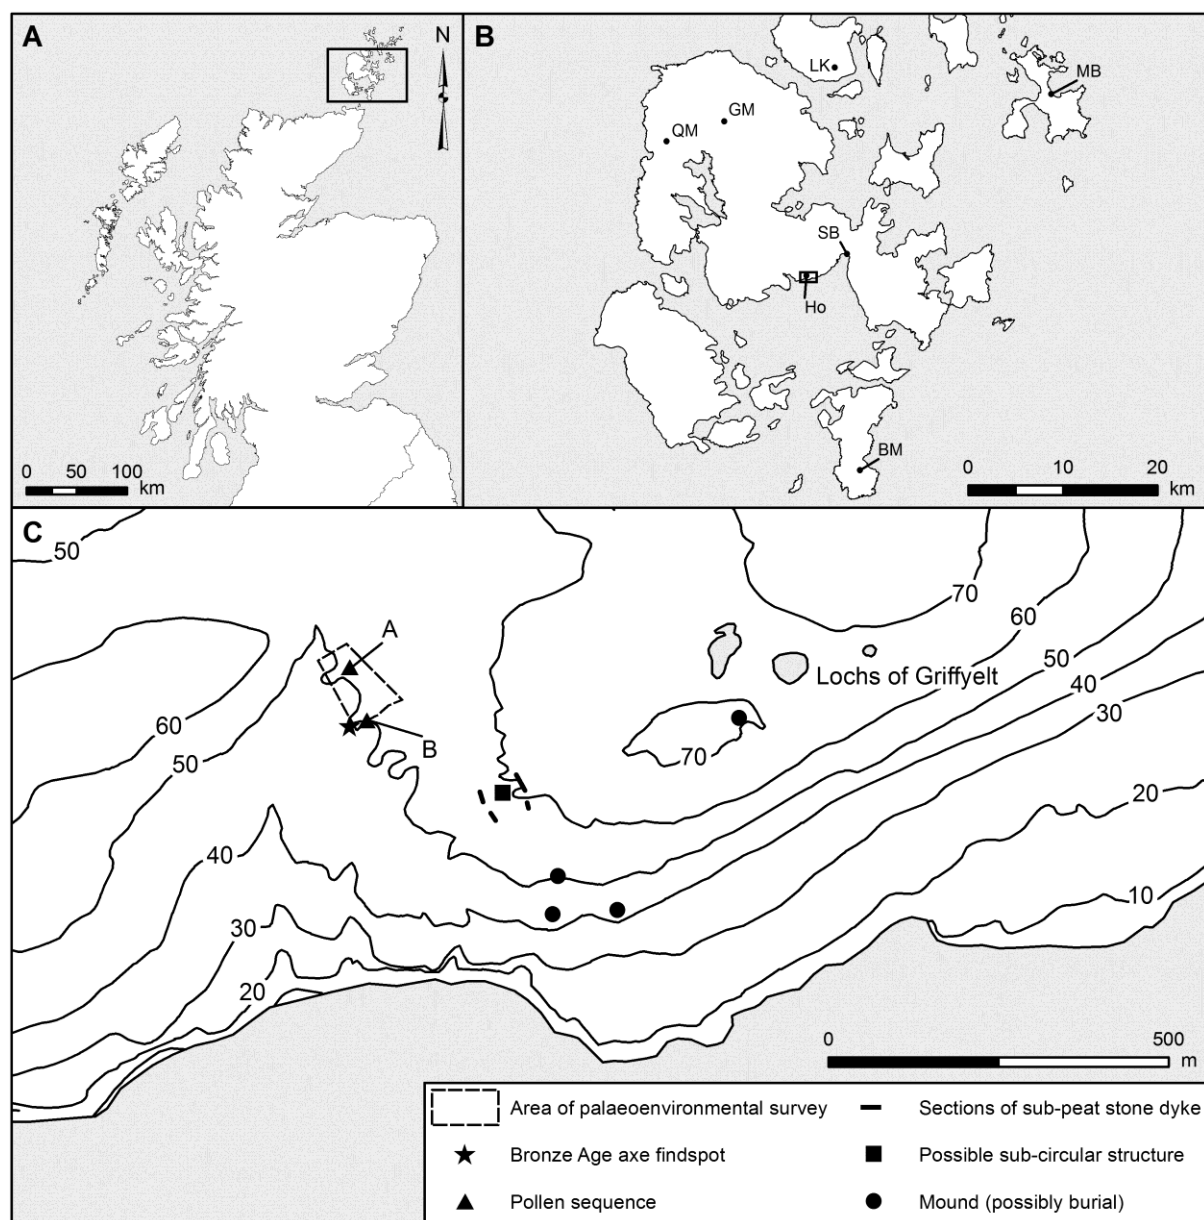 A
N
0 50 100
km
B
LK
GM
QM
MB
SB
Ho
BM
0 10 20
km
C
50
A
B
60
50
40
30
20
70
60
50
40
30
20
10
Lochs of Griffyelt
70
0 500
m
Area of palaeoenvironmental survey
Bronze Age axe findspot
Pollen sequence
Sections of sub-peat stone dyke
Possible sub-circular structure
Mound (possibly burial)